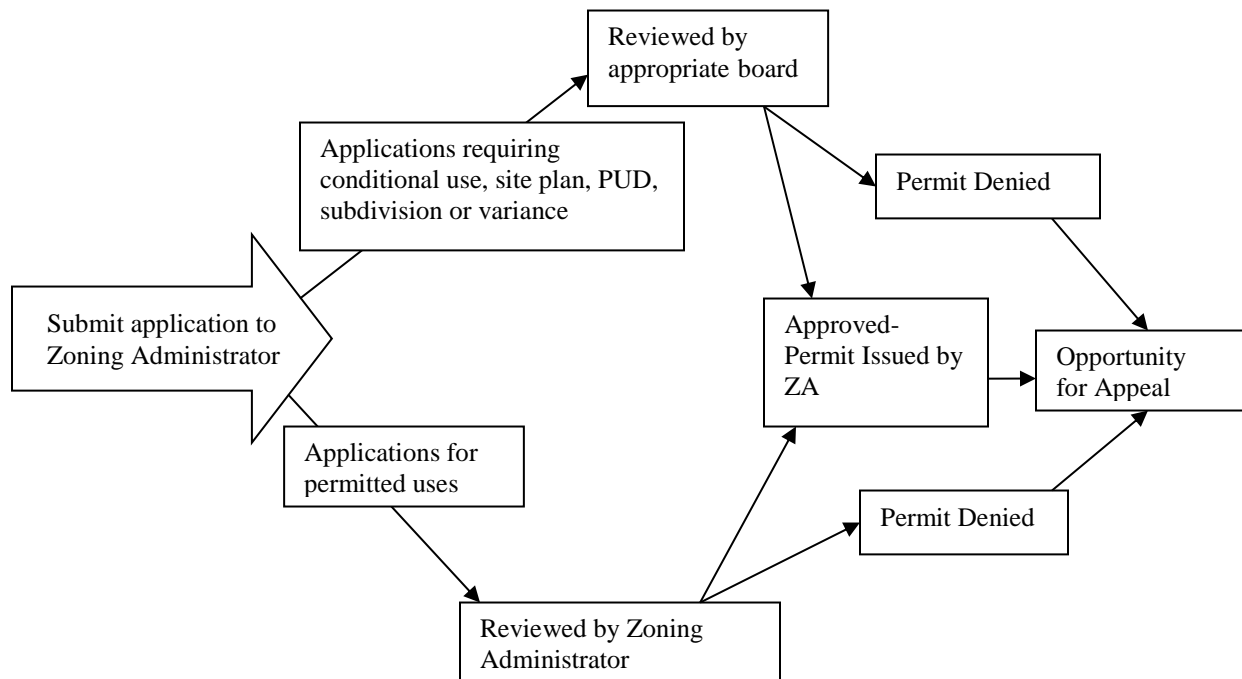 Reviewed by
appropriate board
Applications requiring
conditional use, site plan, PUD,
subdivision or variance
Permit Denied
Submit application to
Zoning Administrator
Approved-
Permit Issued by
ZA
Opportunity
for Appeal
Applications for
permitted uses
Permit Denied
Reviewed by Zoning
Administrator